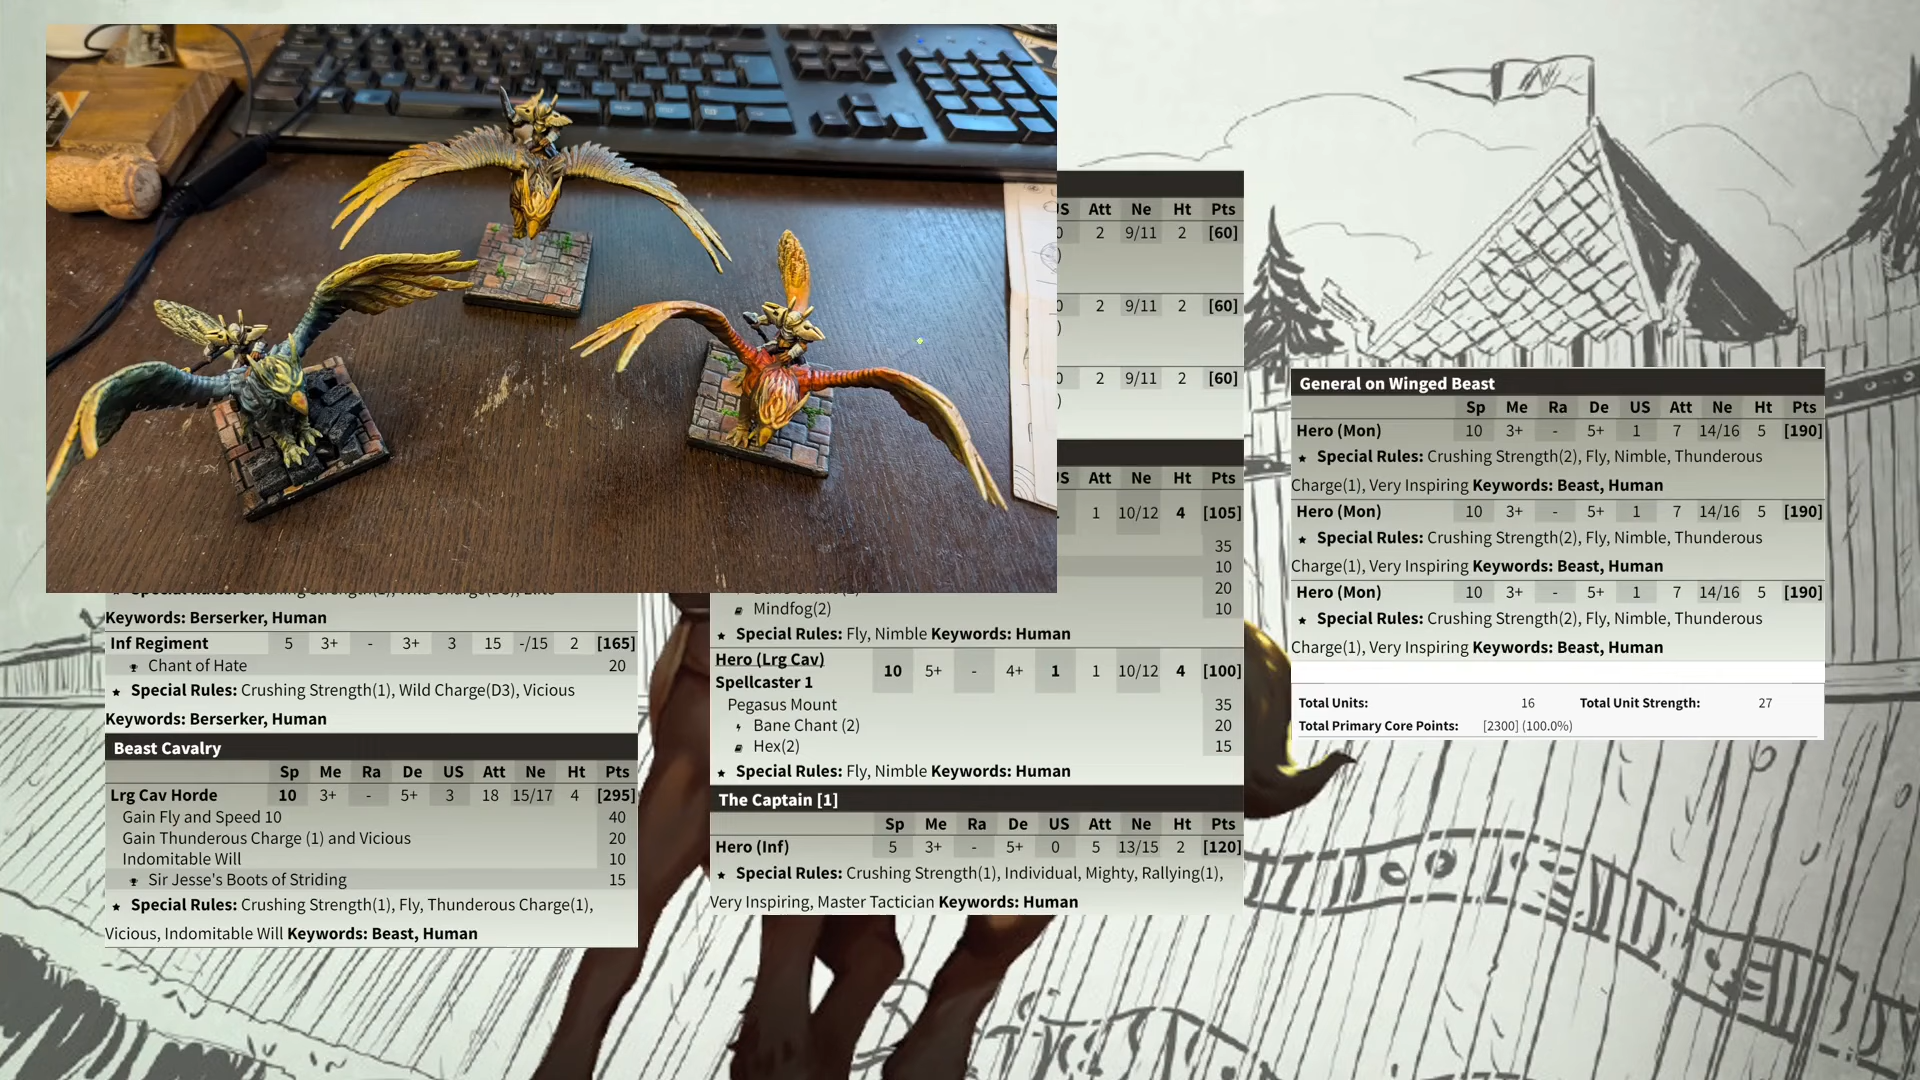 Keywords: Berserker, Human
Inf Regiment 5 3+ - 3+ 3 15 -/15 2 [165]
Chant of Hate 20
Special Rules: Crushing Strength(1), Wild Charge(D3), Vicious
Keywords: Berserker, Human
Beast Cavalry
Sp Me Ra De US Att Ne Ht Pts
Lrg Cav Horde 10 3+ - 5+ 3 18 15/17 4 [295]
Gain Fly and Speed 10 40
Gain Thunderous Charge (1) and Vicious 20
Indomitable Will 10
Sir Jesse's Boots of Striding 15
Special Rules: Crushing Strength(1), Fly, Thunderous Charge(1),
Vicious, Indomitable Will Keywords: Beast, Human
Att Ne Ht Pts
2 9/11 2 [60]
2 9/11 2 [60]
2 9/11 2 [60]
Att Ne Ht Pts
1 10/12 4 [105]
35
10
20
Mindfog(2) 10
Special Rules: Fly, Nimble Keywords: Human
Hero (Lrg Cav) 10 5+ - 4+ 1 1 10/12 4 [100]
Spellcaster 1
Pegasus Mount 35
Bane Chant (2) 20
Hex(2) 15
Special Rules: Fly, Nimble Keywords: Human
The Captain [1]
Sp Me Ra De US Att Ne Ht Pts
Hero (Inf) 5 3+ - 5+ 0 5 13/15 2 [120]
Special Rules: Crushing Strength(1), Individual, Mighty, Rallying(1),
Very Inspiring, Master Tactician Keywords: Human
General on Winged Beast
Sp Me Ra De US Att Ne Ht Pts
Hero (Mon) 10 3+ - 5+ 1 7 14/16 5 [190]
Special Rules: Crushing Strength(2), Fly, Nimble, Thunderous
Charge(1), Very Inspiring Keywords: Beast, Human
Hero (Mon) 10 3+ - 5+ 1 7 14/16 5 [190]
Special Rules: Crushing Strength(2), Fly, Nimble, Thunderous
Charge(1), Very Inspiring Keywords: Beast, Human
Hero (Mon) 10 3+ - 5+ 1 7 14/16 5 [190]
Special Rules: Crushing Strength(2), Fly, Nimble, Thunderous
Charge(1), Very Inspiring Keywords: Beast, Human
Total Units: 16 Total Unit Strength: 27
Total Primary Core Points: [2300] (100.0%)